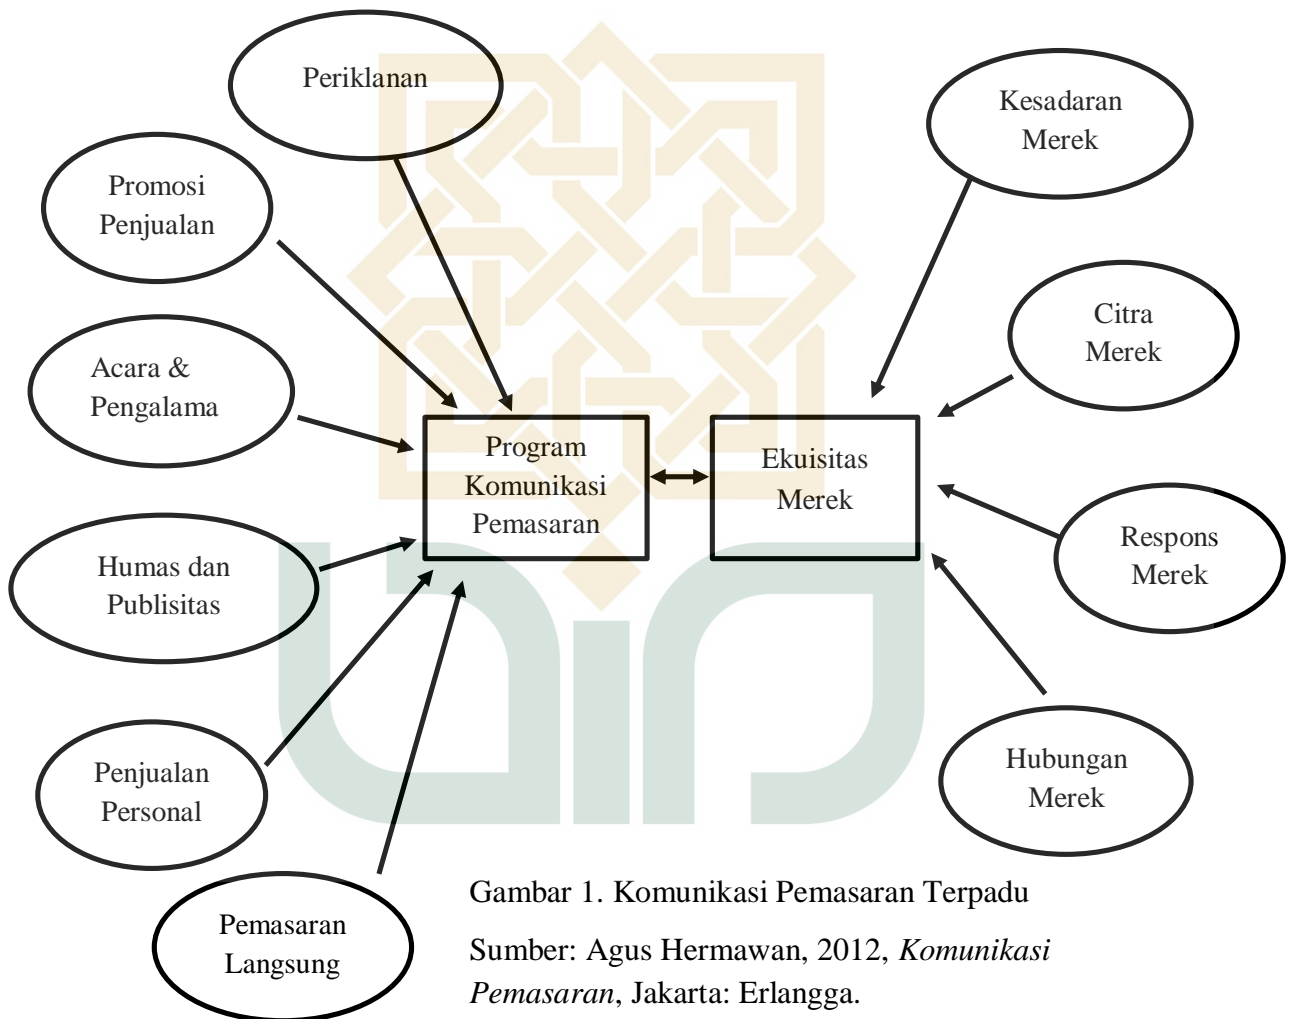 Periklanan
Kesadaran
Merek
Promosi
Penjualan
Citra
Merek
Acara &
Pengalama
Program
Komunikasi
Pemasaran
Ekuisitas
Merek
Respons
Merek
Humas dan
Publisitas
Penjualan
Personal
Hubungan
Merek
Pemasaran
Langsung
Gambar 1. Komunikasi Pemasaran Terpadu
Sumber: Agus Hermawan, 2012, Komunikasi
Pemasaran, Jakarta: Erlangga.